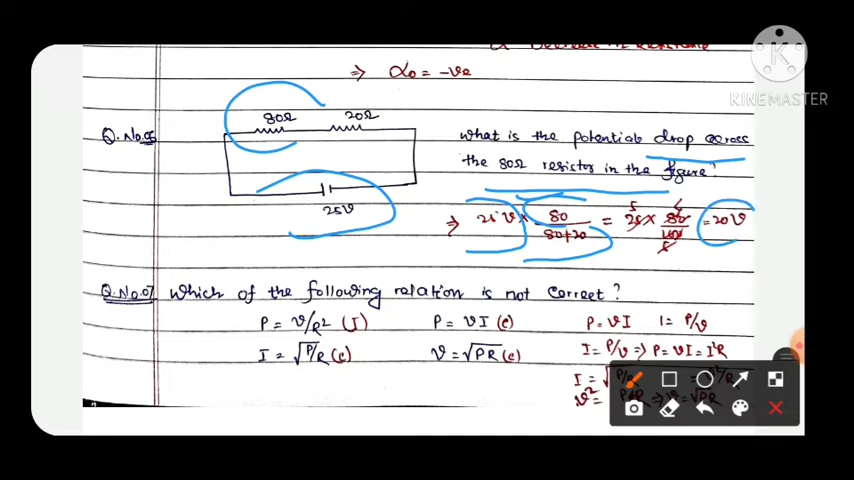 ⇒ α₀ = -ve
KINEMASTER
Q.No.06
80Ω 20Ω
25V
What is the potential drop across
the 80Ω resistor in the figure?
⇒ 25V × 80/80+20 = 25 × 80/100 = 20V
Q.No.07 Which of the following relation is not correct?
P = V/R² (I) P = VI (c) P = VI I = P/V
I = √P/R (c) V = √PR (c) I = P/V ⇒ P = VI = I²R